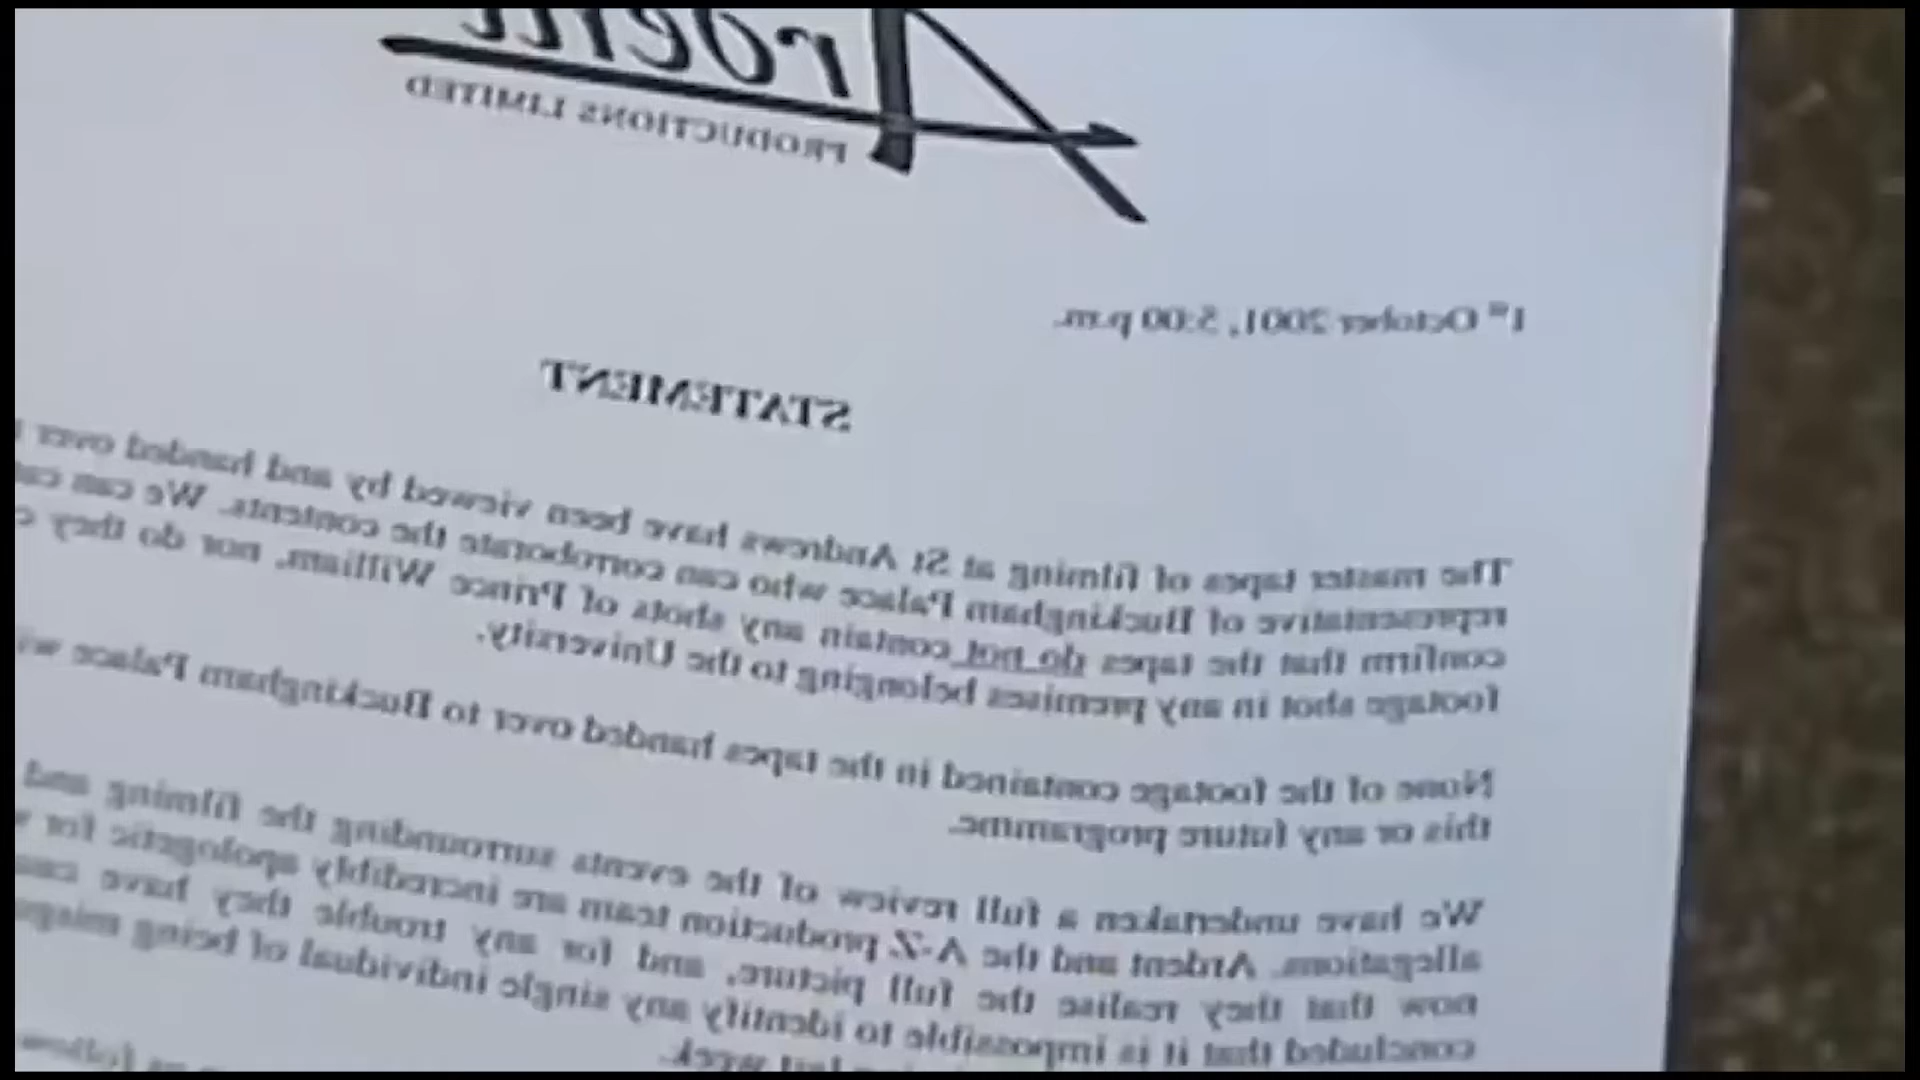 Ardent
PRODUCTIONS LIMITED
1st October 2001, 5:00 p.m.
STATEMENT
The master tapes of filming at St Andrews have been viewed by and handed over
representative of Buckingham Palace who can corroborate the contents. We can
confirm that the tapes do not contain any shots of Prince William, nor do they
footage shot in any premises belonging to the University.
None of the footage contained in the tapes handed over to Buckingham Palace
this or any future programme.
We have undertaken a full review of the events surrounding the filming and
allegations. Ardent and the A-Z production team are incredibly apologetic for
now that they realise the full picture, and for any trouble they have
concluded that it is impossible to identify any single individual of being
last week.